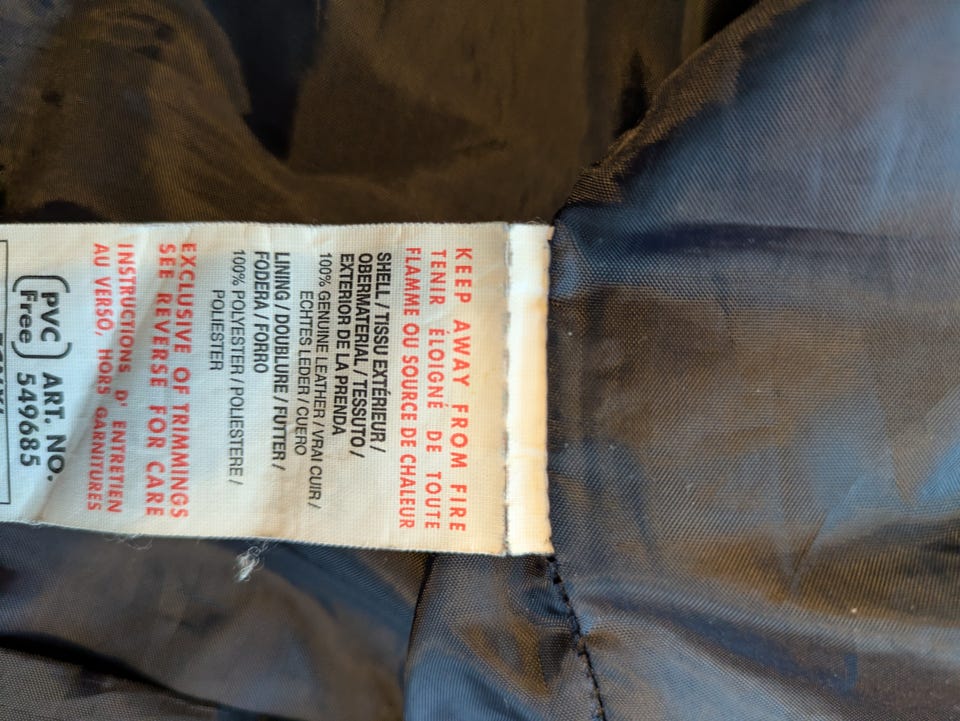 KEEP AWAY FROM FIRE
TENIR ÉLOIGNÉ DE TOUTE
FLAMME OU SOURCE DE CHALEUR
SHELL / TISSU EXTÉRIEUR /
OBERMATERIAL / TESSUTO /
EXTERIOR DE LA PRENDA
100% GENUINE LEATHER / VRAI CUIR /
ECHTES LEDER / CUERO
LINING / DOUBLURE / FUTTER /
FODERA / FORRO
100% POLYESTER / POLIESTERE /
POLIESTER
EXCLUSIVE OF TRIMMINGS
SEE REVERSE FOR CARE
INSTRUCTIONS D' ENTRETIEN
AU VERSO, HORS GARNITURES
PVC Free ART. NO.
549685